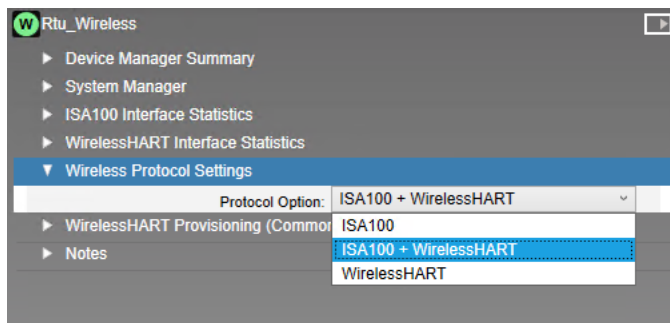 W Rtu_Wireless
Device Manager Summary
System Manager
ISA100 Interface Statistics
WirelessHART Interface Statistics
Wireless Protocol Settings
Protocol Option: ISA100 + WirelessHART
WirelessHART Provisioning (Common
ISA100
Notes
ISA100 + WirelessHART
WirelessHART